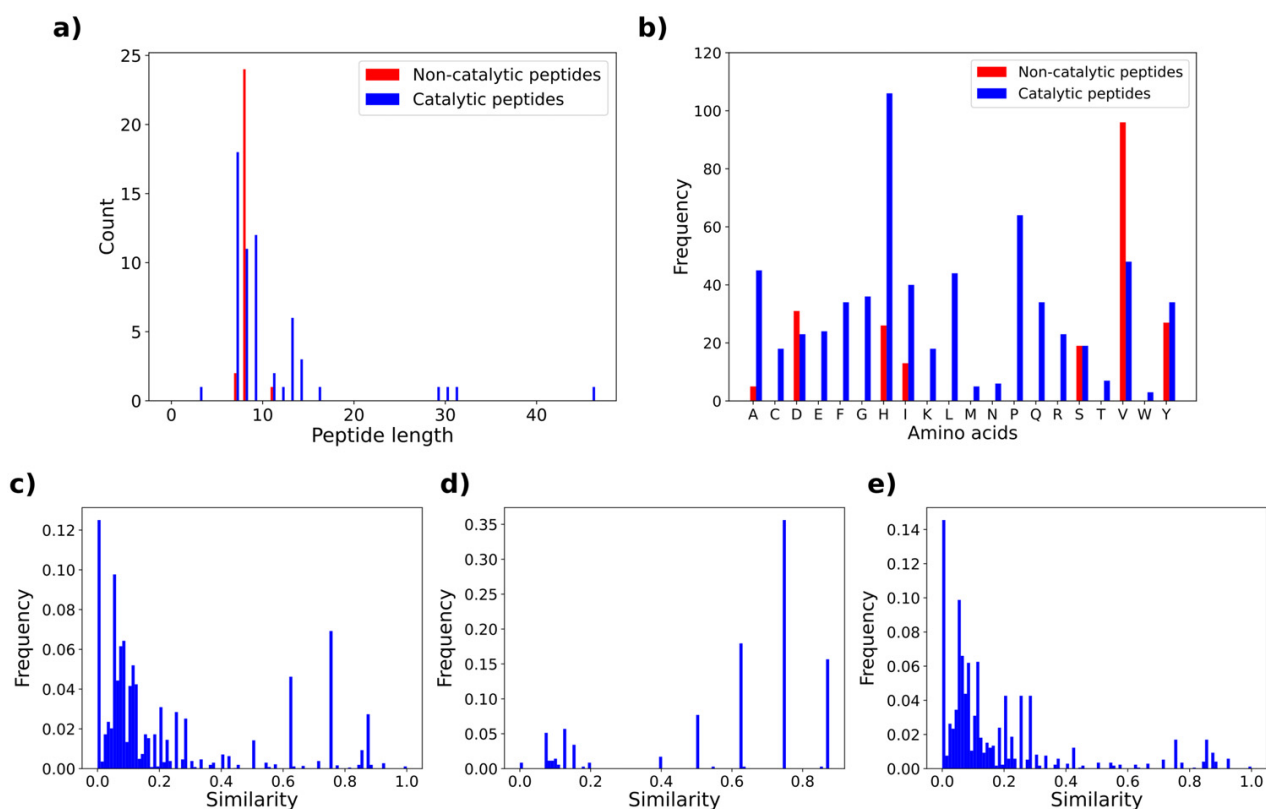 a)
25
20
15
10
5
0
Count
Non-catalytic peptides
Catalytic peptides
0 10 20 30 40
Peptide length
b)
120
100
80
60
40
20
0
Frequency
Non-catalytic peptides
Catalytic peptides
A C D E F G H I K L M N P Q R S T V W Y
Amino acids
c)
0.12
0.10
0.08
0.06
0.04
0.02
0.00
Frequency
0.0 0.2 0.4 0.6 0.8 1.0
Similarity
d)
0.35
0.30
0.25
0.20
0.15
0.10
0.05
0.00
Frequency
0.0 0.2 0.4 0.6 0.8
Similarity
e)
0.14
0.12
0.10
0.08
0.06
0.04
0.02
0.00
Frequency
0.0 0.2 0.4 0.6 0.8 1.0
Similarity